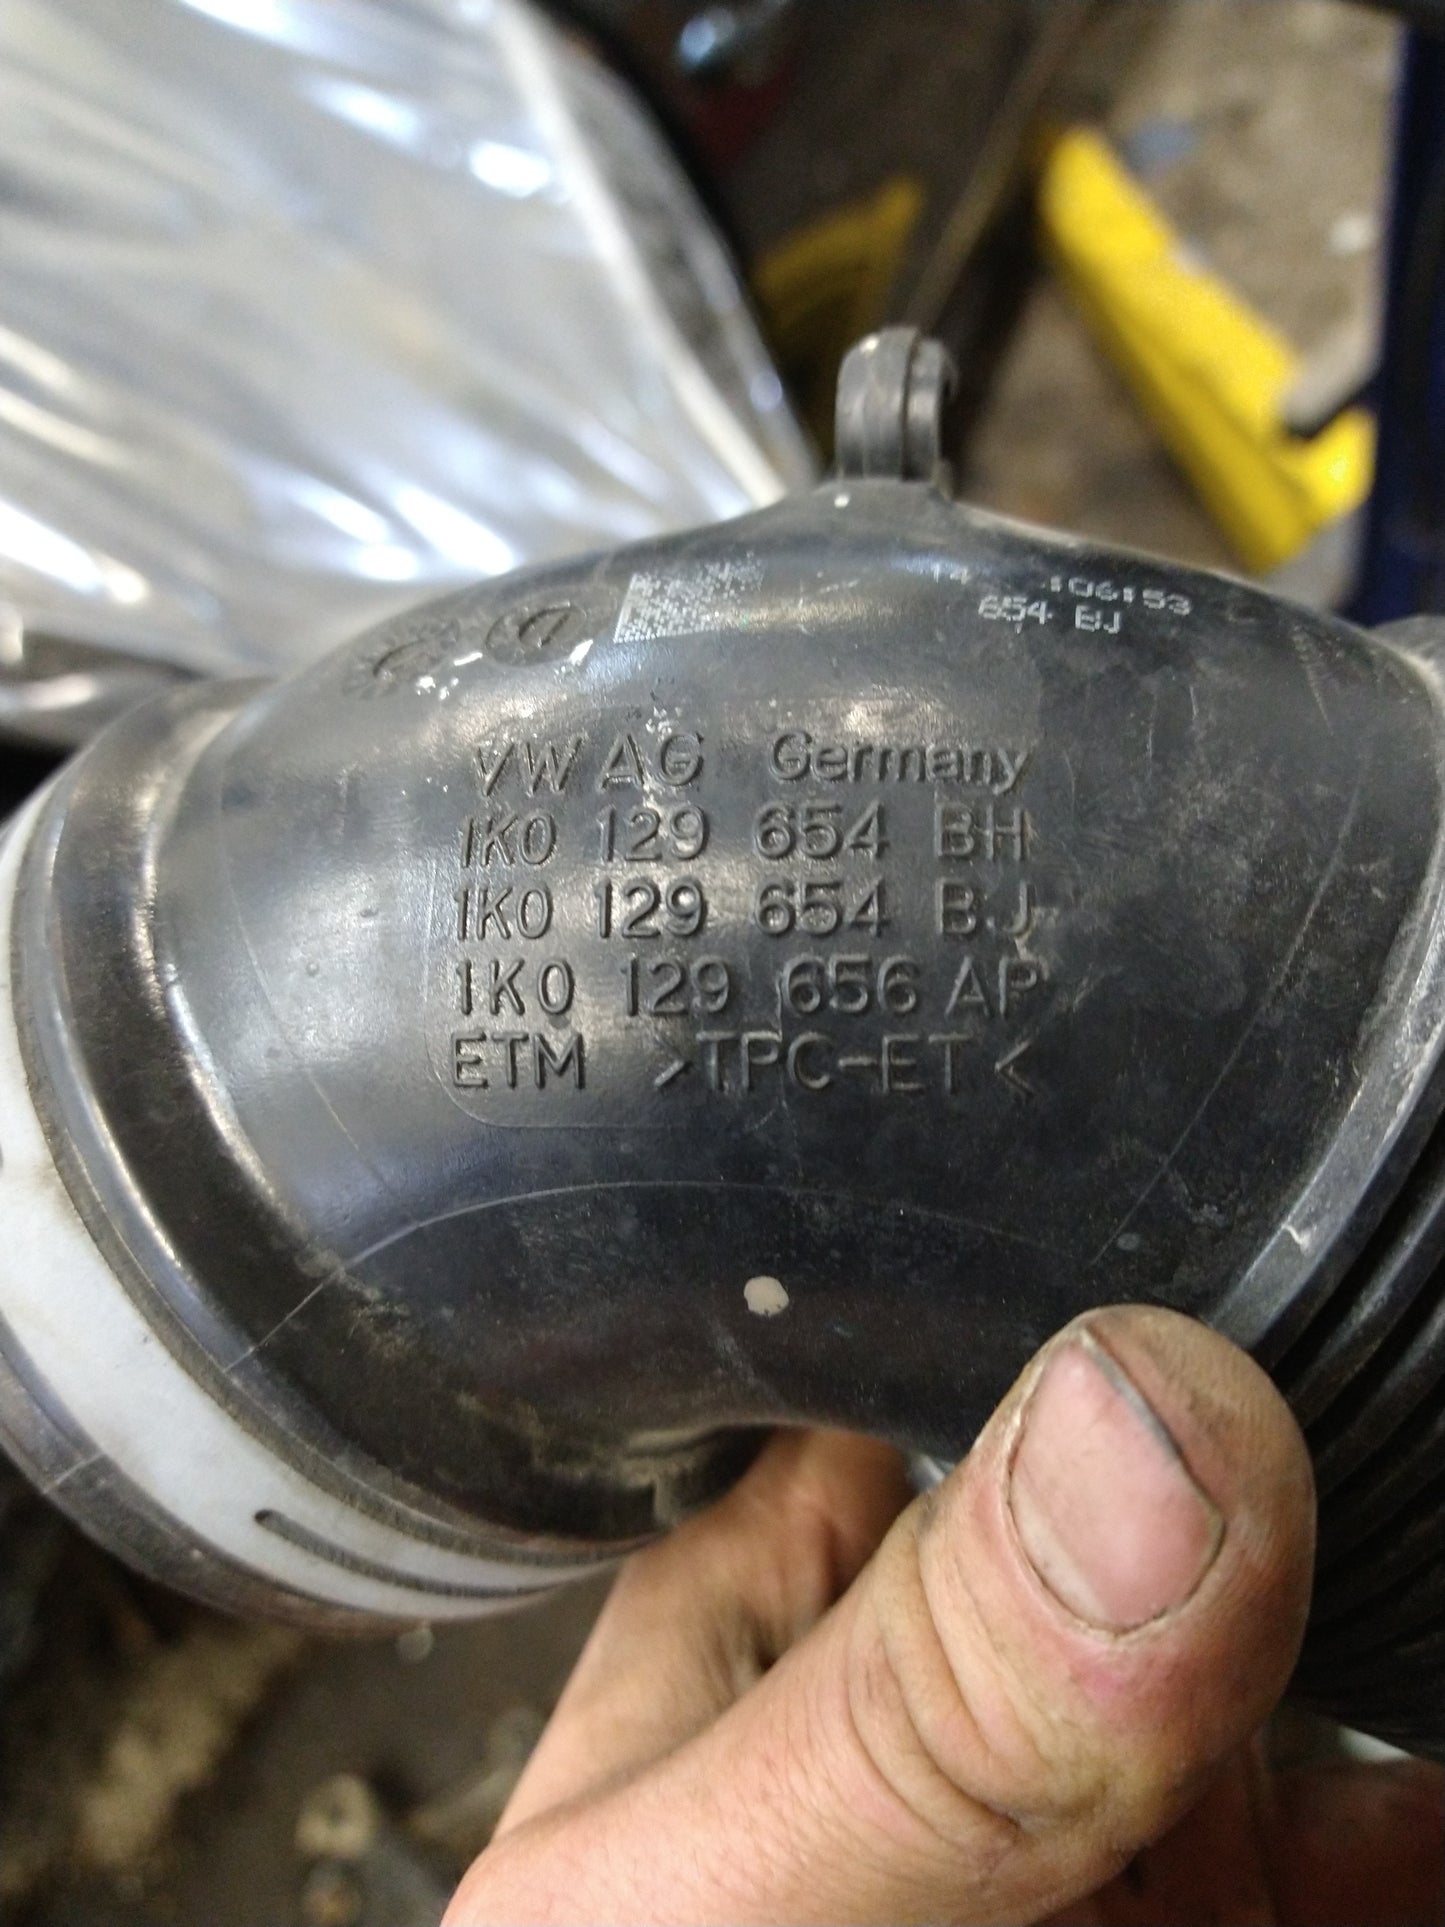 106153
654 BJ
VW AG Germany
1K0 129 654 BH
1K0 129 654 BJ
1K0 129 656 AP
ETM >TPC-ET<